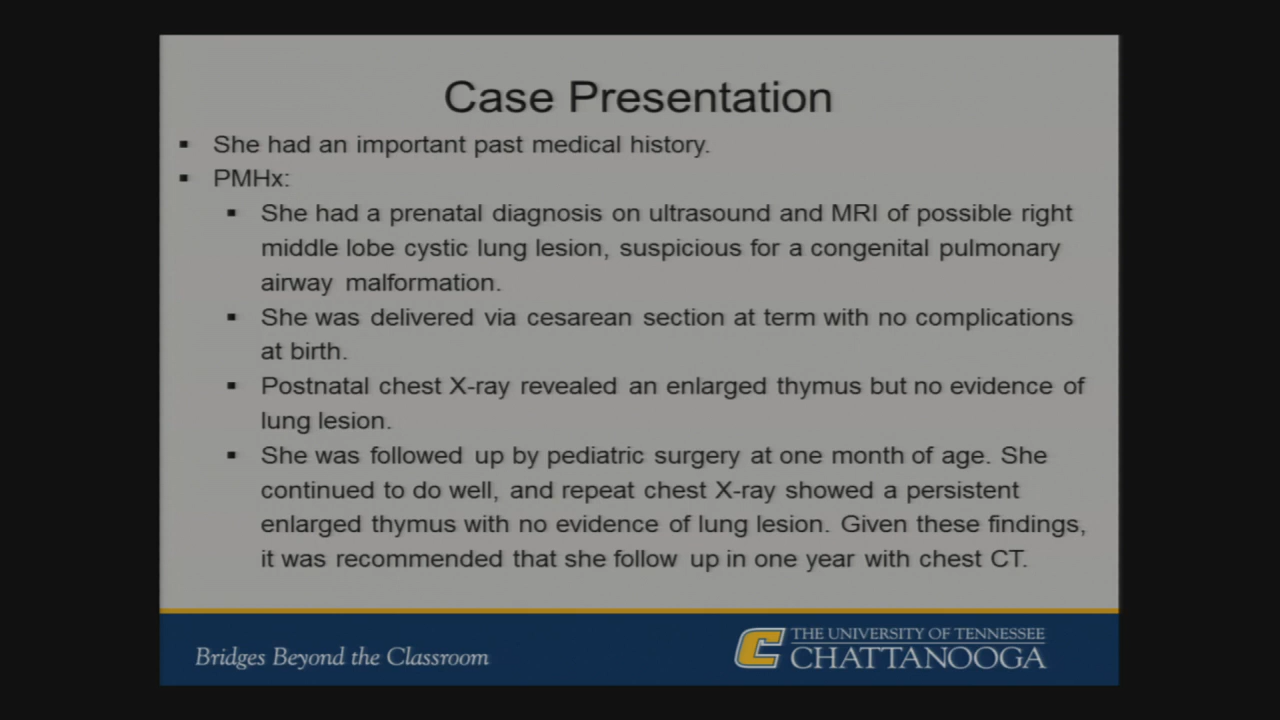 Case Presentation
▪ She had an important past medical history.
▪ PMHx:
▪ She had a prenatal diagnosis on ultrasound and MRI of possible right
middle lobe cystic lung lesion, suspicious for a congenital pulmonary
airway malformation.
▪ She was delivered via cesarean section at term with no complications
at birth.
▪ Postnatal chest X-ray revealed an enlarged thymus but no evidence of
lung lesion.
▪ She was followed up by pediatric surgery at one month of age. She
continued to do well, and repeat chest X-ray showed a persistent
enlarged thymus with no evidence of lung lesion. Given these findings,
it was recommended that she follow up in one year with chest CT.
Bridges Beyond the Classroom
C
THE UNIVERSITY OF TENNESSEE
CHATTANOOGA